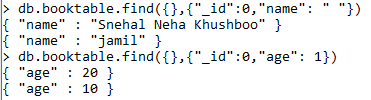 > db.booktable.find({},{"_id":0,"name": " "})
{ "name" : "Snehal Neha Khushboo" }
{ "name" : "jamil" }
> db.booktable.find({},{"_id":0,"age": 1})
{ "age" : 20 }
{ "age" : 10 }